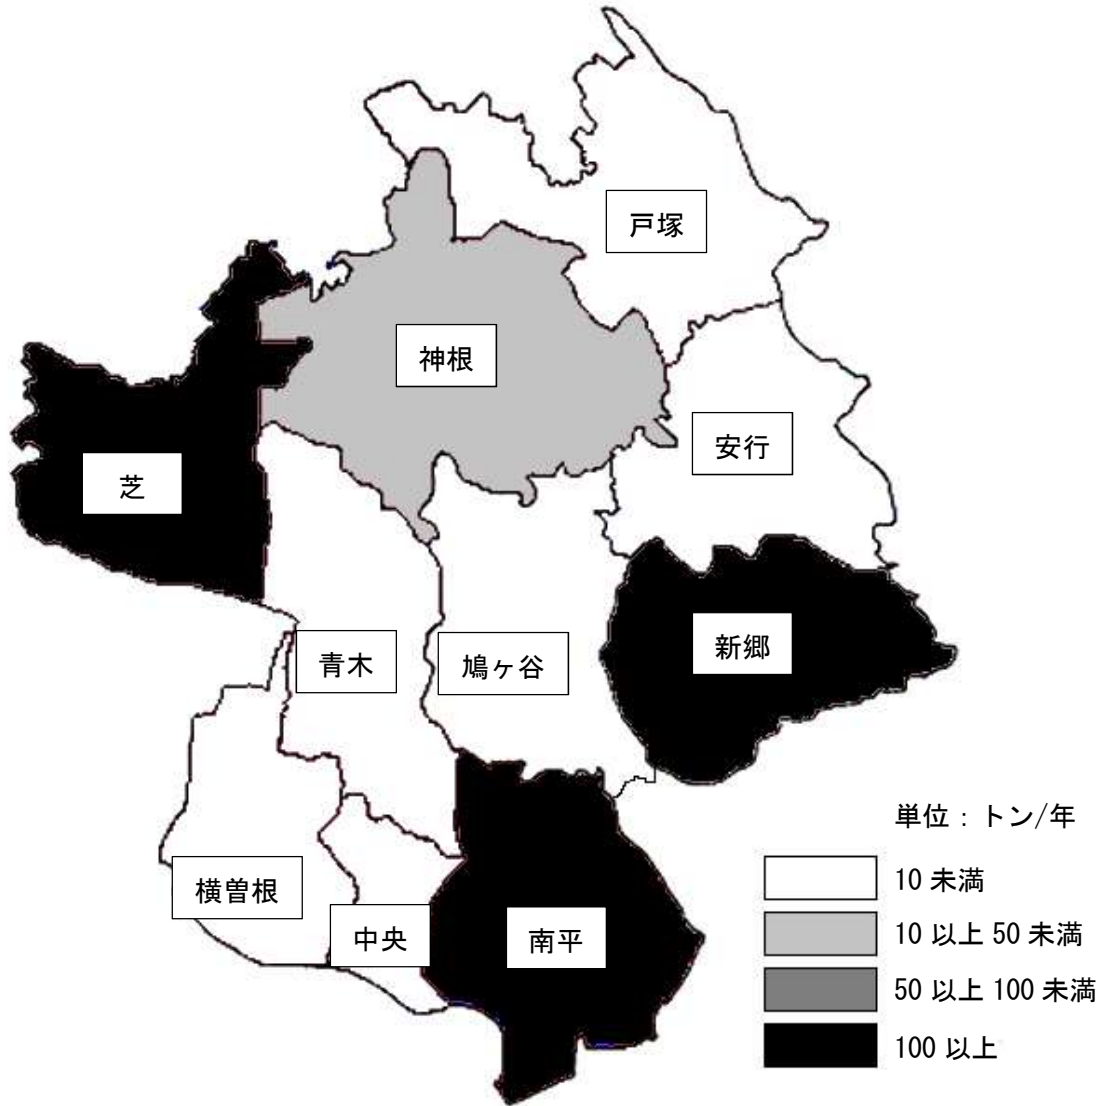 戸塚
神根
安行
芝
新郷
青木
鳩ヶ谷
単位：トン/年
10 未満
横曽根
中央
南平
10 以上 50 未満
50 以上 100 未満
100 以上